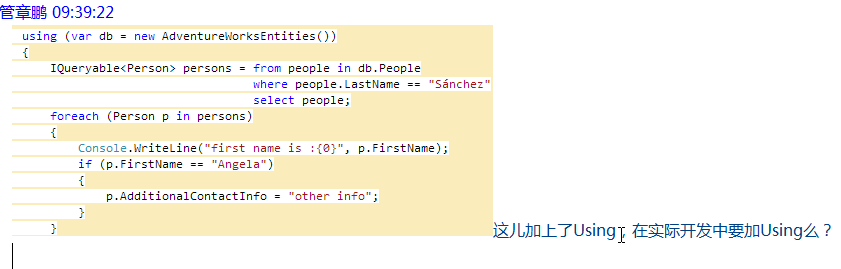 管章鹏 09:39:22
using (var db = new AdventureWorksEntities())
{
IQueryable<Person> persons = from people in db.People
where people.LastName == "Sánchez"
select people;
foreach (Person p in persons)
{
Console.WriteLine("first name is :{0}", p.FirstName);
if (p.FirstName == "Angela")
{
p.AdditionalContactInfo = "other info";
}
} 这儿加上了Using，在实际开发中要加Using么？